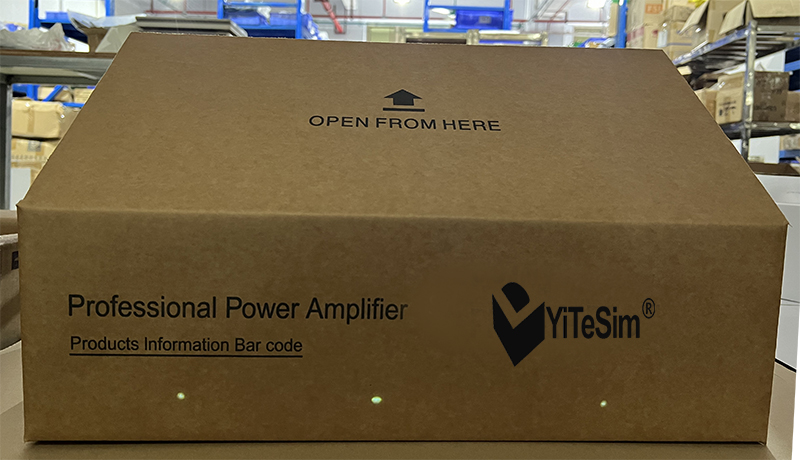 OPEN FROM HERE
Professional Power Amplifier
Products Information Bar code
YiTeSim®